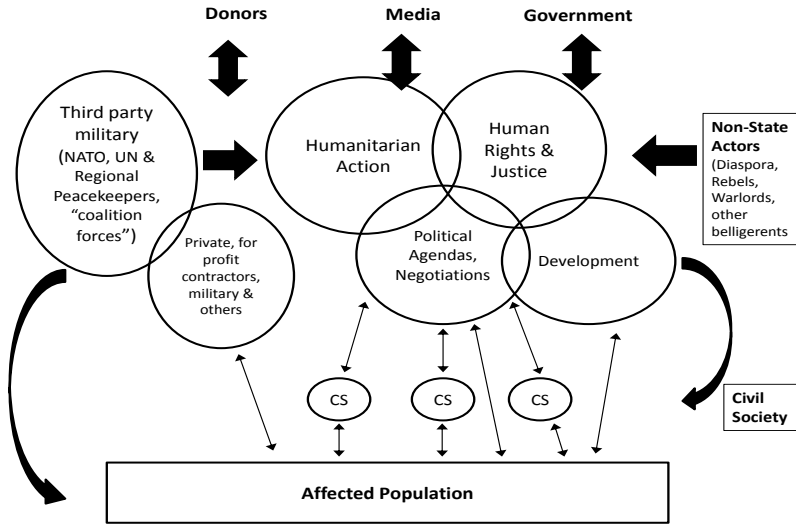 Donors
Media
Government
Third party
military
(NATO, UN &
Regional
Peacekeepers,
“coalition
forces”)
Humanitarian
Action
Human
Rights &
Justice
Non-State
Actors
(Diaspora,
Rebels,
Warlords,
other
belligerents
Private, for
profit
contractors,
military &
others
Political
Agendas,
Negotiations
Development
CS
CS
CS
Civil
Society
Affected Population